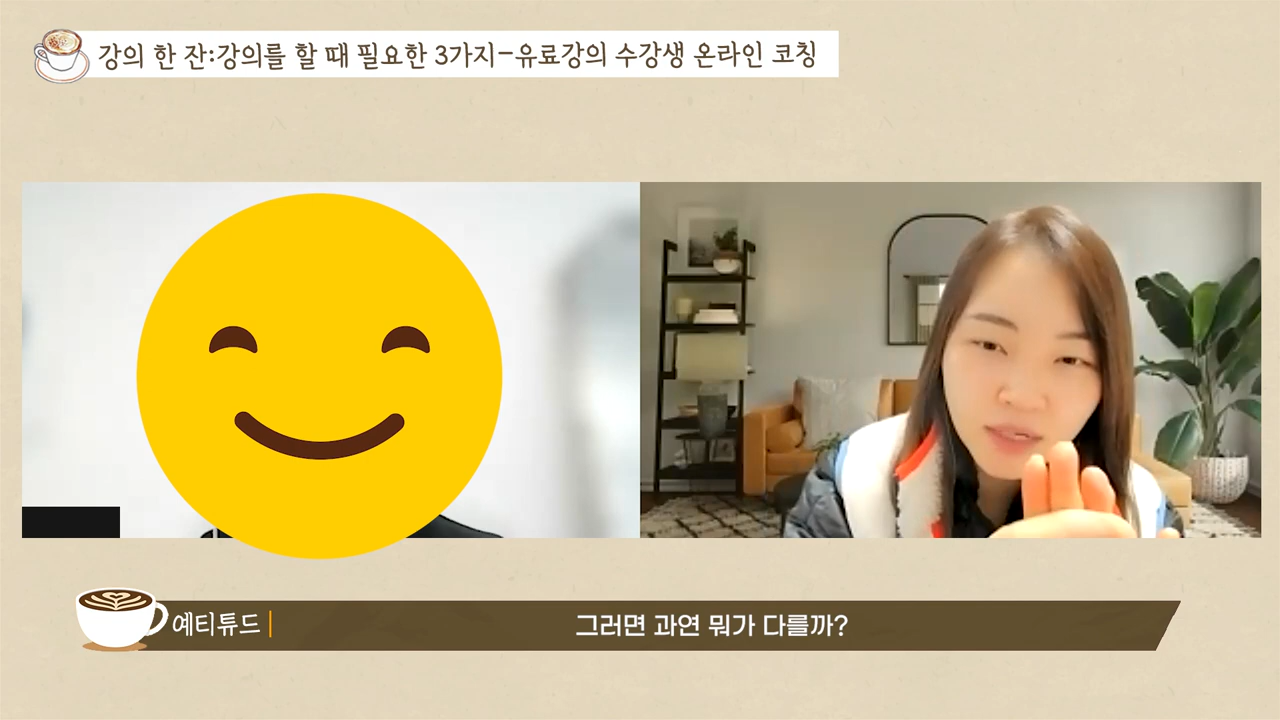 강의 한 잔:강의를 할 때 필요한 3가지-유료강의 수강생 온라인 코칭
예티튜드
그러면 과연 뭐가 다를까?